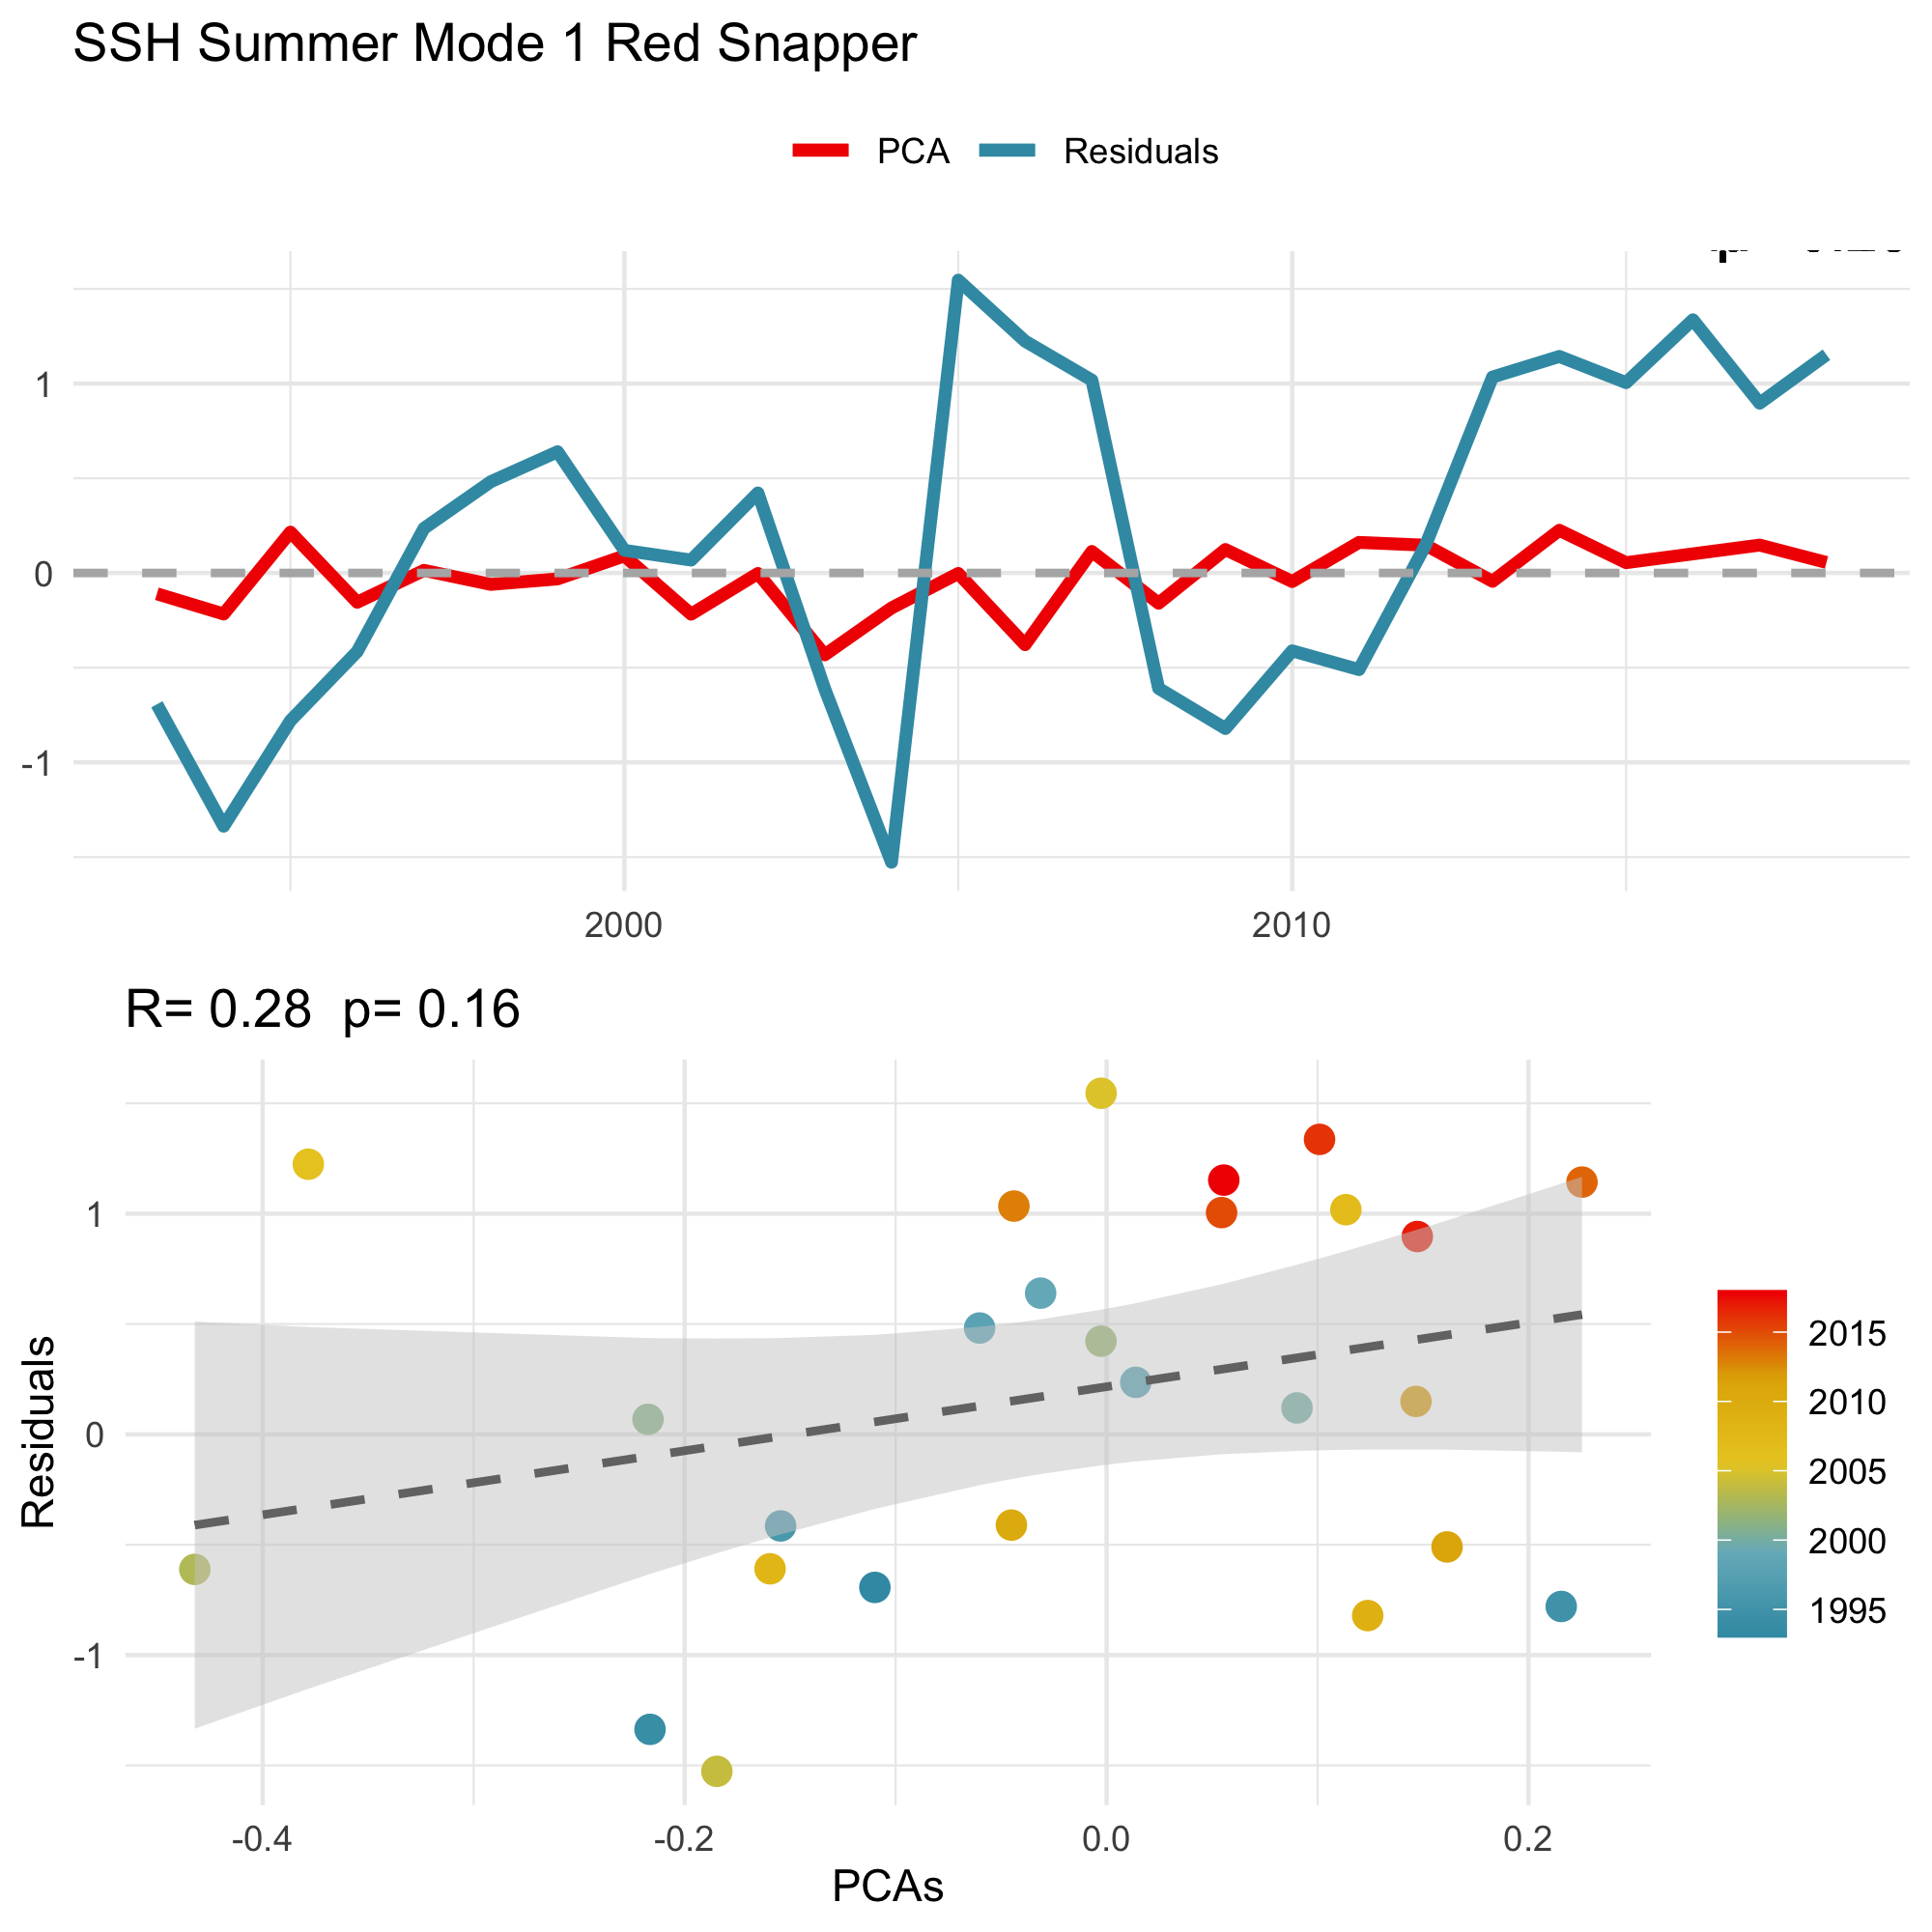 SSH Summer Mode 1 Red Snapper
PCA Residuals
1
0
-1
2000 2010
R= 0.28 p= 0.16
Residuals
1
0
-1
-0.4 -0.2 0.0 0.2
PCAs
2015
2010
2005
2000
1995